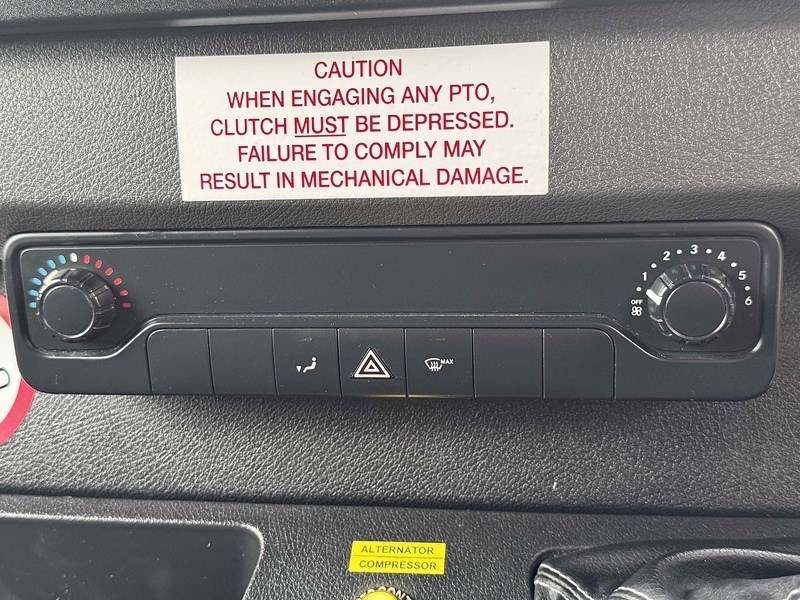 CAUTION
WHEN ENGAGING ANY PTO,
CLUTCH MUST BE DEPRESSED.
FAILURE TO COMPLY MAY
RESULT IN MECHANICAL DAMAGE.
OFF 1 2 3 4 5 6
MAX
ALTERNATOR
COMPRESSOR